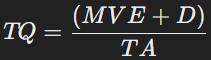 TQ = (MVE + D) / TA